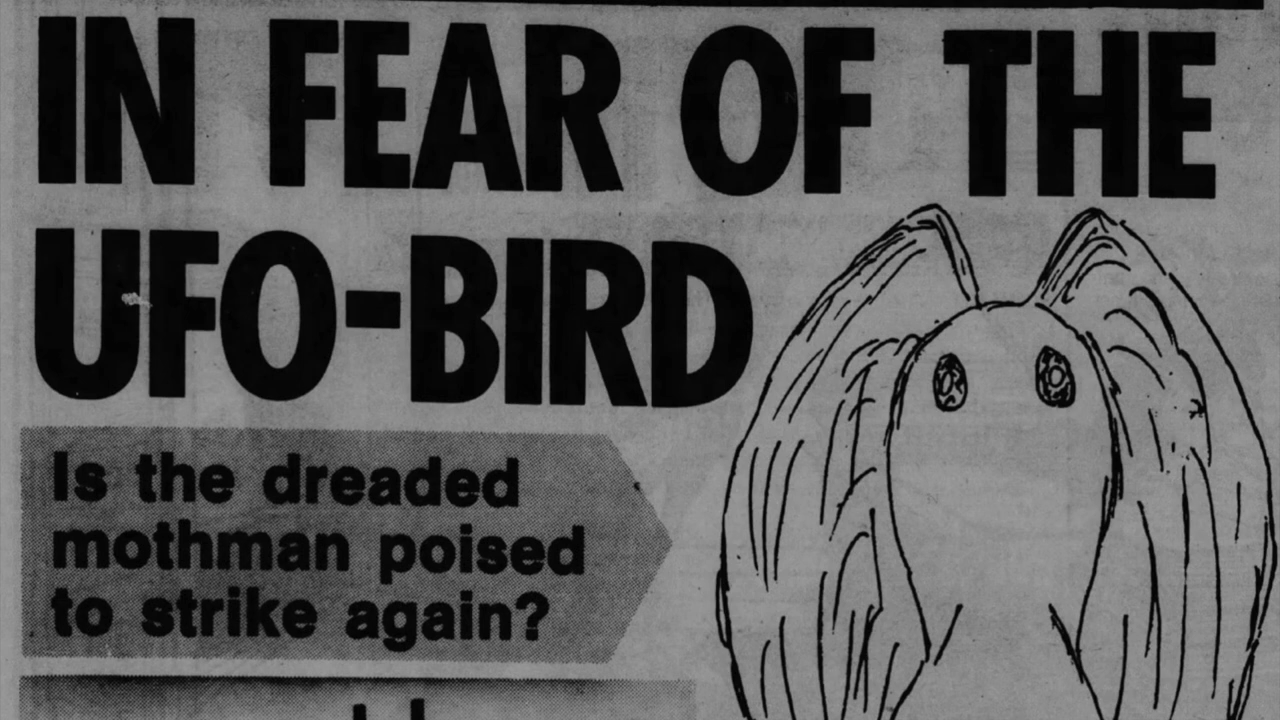 IN FEAR OF THE
UFO-BIRD
Is the dreaded
mothman poised
to strike again?